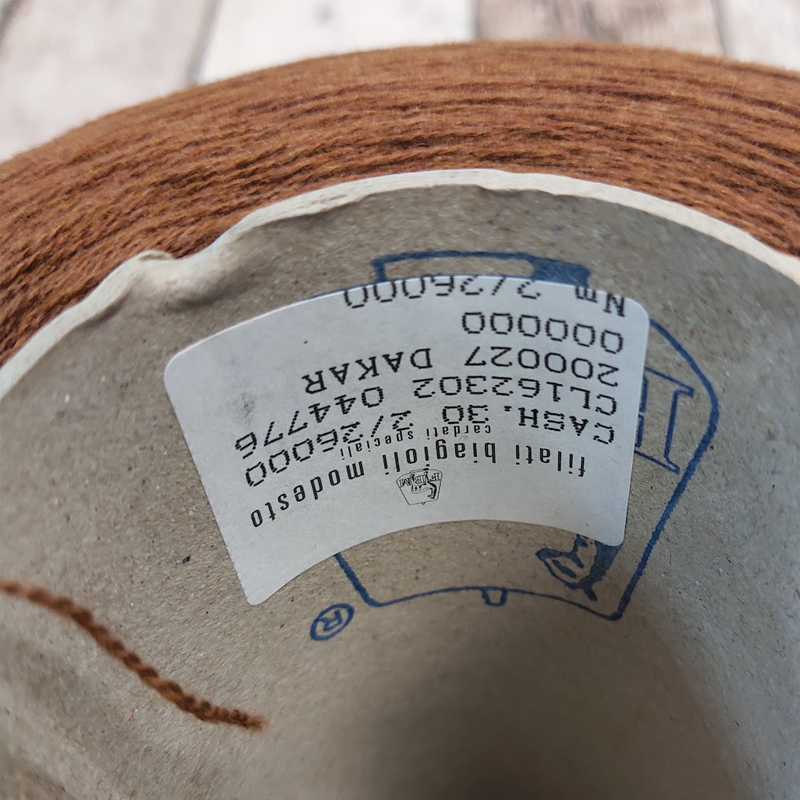 filati biagioli modesto
cardati speciali
CASH.30 2/26000
CL162302 044776
200027 DAKAR
000000
Nm 2/26000
®